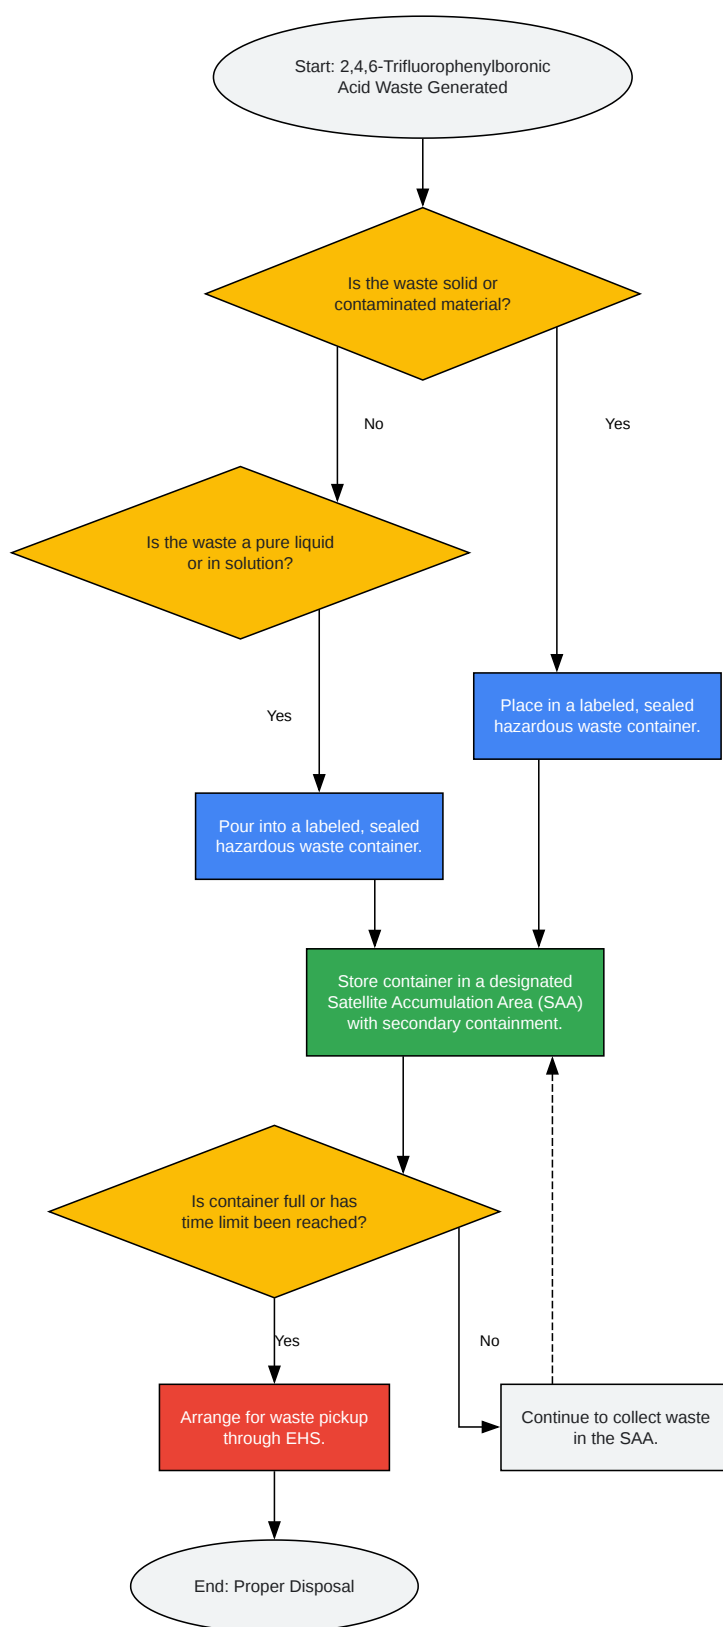 Start: 2,4,6-Trifluorophenylboronic
Acid Waste Generated
Is the waste solid or
contaminated material?
No
Yes
Is the waste a pure liquid
or in solution?
Yes
Place in a labeled, sealed
hazardous waste container.
Pour into a labeled, sealed
hazardous waste container.
Store container in a designated
Satellite Accumulation Area (SAA)
with secondary containment.
Is container full or has
time limit been reached?
Yes
No
Arrange for waste pickup
through EHS.
Continue to collect waste
in the SAA.
End: Proper Disposal